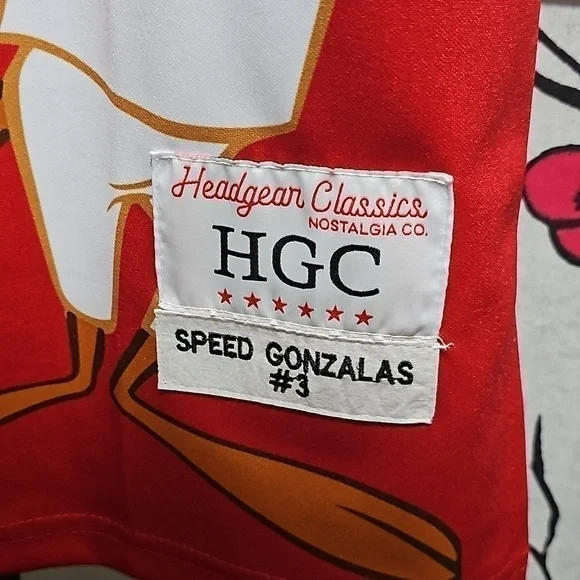 Headgear Classics
NOSTALGIA CO.
HGC
SPEED GONZALAS
#3